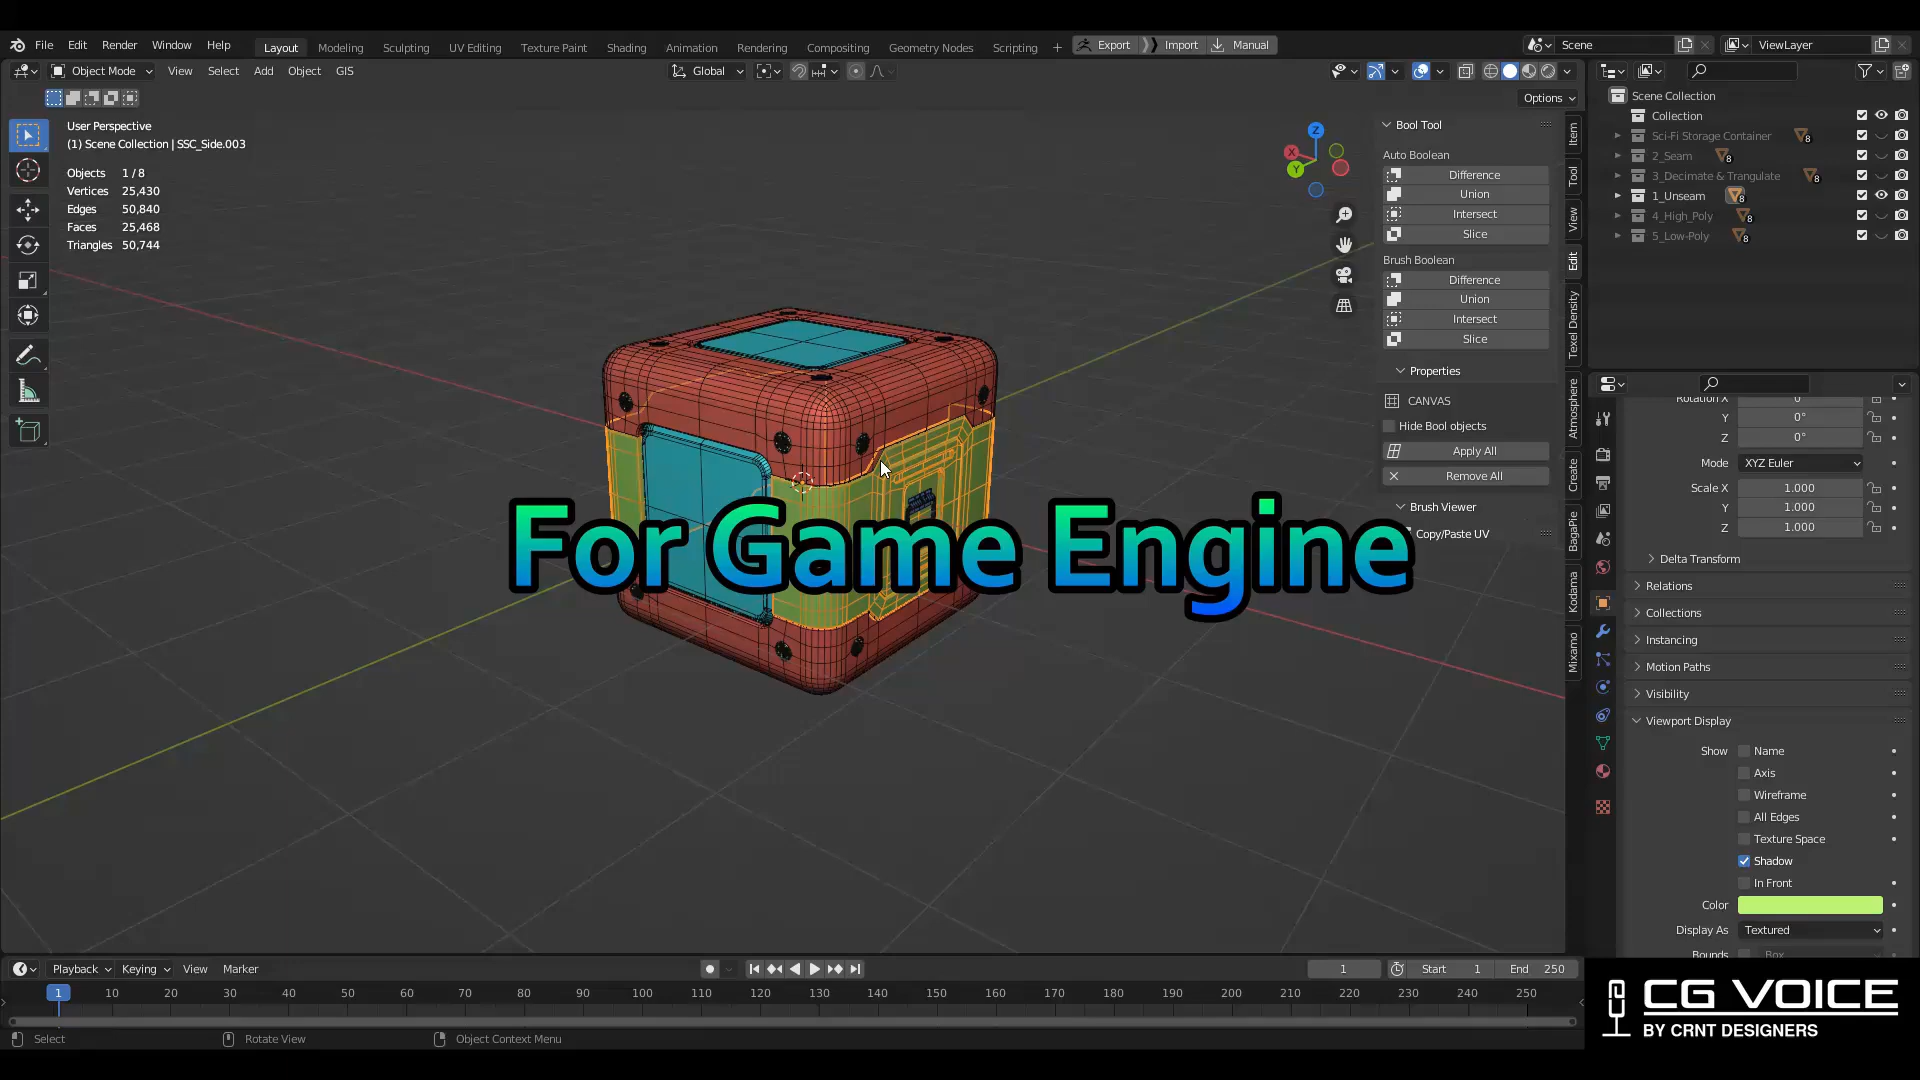 File Edit Render Window Help Layout Modeling Sculpting UV Editing Texture Paint Shading Animation Rendering Compositing Geometry Nodes Scripting + Export Import Manual Scene ViewLayer
Object Mode View Select Add Object GIS Global
Options
User Perspective
(1) Scene Collection | SSC_Side.003
Objects 1 / 8
Vertices 25,430
Edges 50,840
Faces 25,468
Triangles 50,744
Z
X
Y
Bool Tool
Auto Boolean
Difference
Union
Intersect
Slice
Brush Boolean
Difference
Union
Intersect
Slice
Properties
CANVAS
Hide Bool objects
Apply All
Remove All
Brush Viewer
Copy/Paste UV
Item
Tool
View
Edit
Texel Density
Atmosphere
Create
BagaPie
Kodama
Mixamo
Scene Collection
Collection
Sci-Fi Storage Container 8
2_Seam 8
3_Decimate & Trangulate 8
1_Unseam 8
4_High_Poly 8
5_Low-Poly 8
Rotation X 0°
Y 0°
Z 0°
Mode XYZ Euler
Scale X 1.000
Y 1.000
Z 1.000
Delta Transform
Relations
Collections
Instancing
Motion Paths
Visibility
Viewport Display
Show Name
Axis
Wireframe
All Edges
Texture Space
Shadow
In Front
Color
Display As Textured
Bounds Box
For Game Engine
Playback Keying View Marker 1 Start 1 End 250
1 10 20 30 40 50 60 70 80 90 100 110 120 130 140 150 160 170 180 190 200 210 220 230 240 250
Select Rotate View Object Context Menu
CG VOICE
BY CRNT DESIGNERS